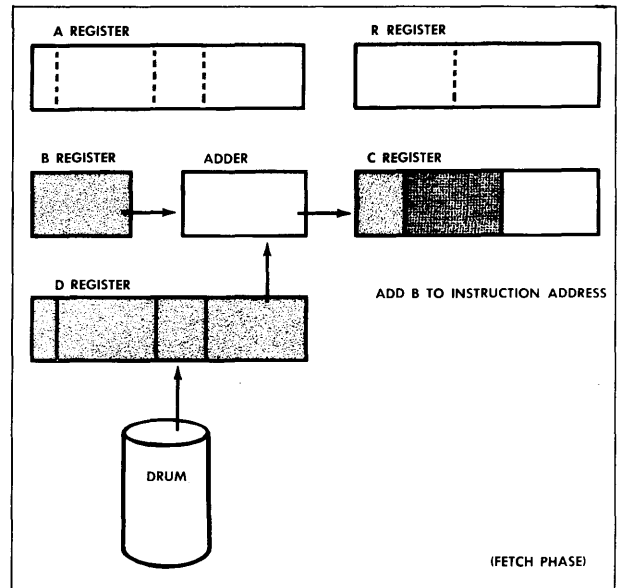 A REGISTER
R REGISTER
B REGISTER
ADDER
C REGISTER
D REGISTER
ADD B TO INSTRUCTION ADDRESS
DRUM
(FETCH PHASE)